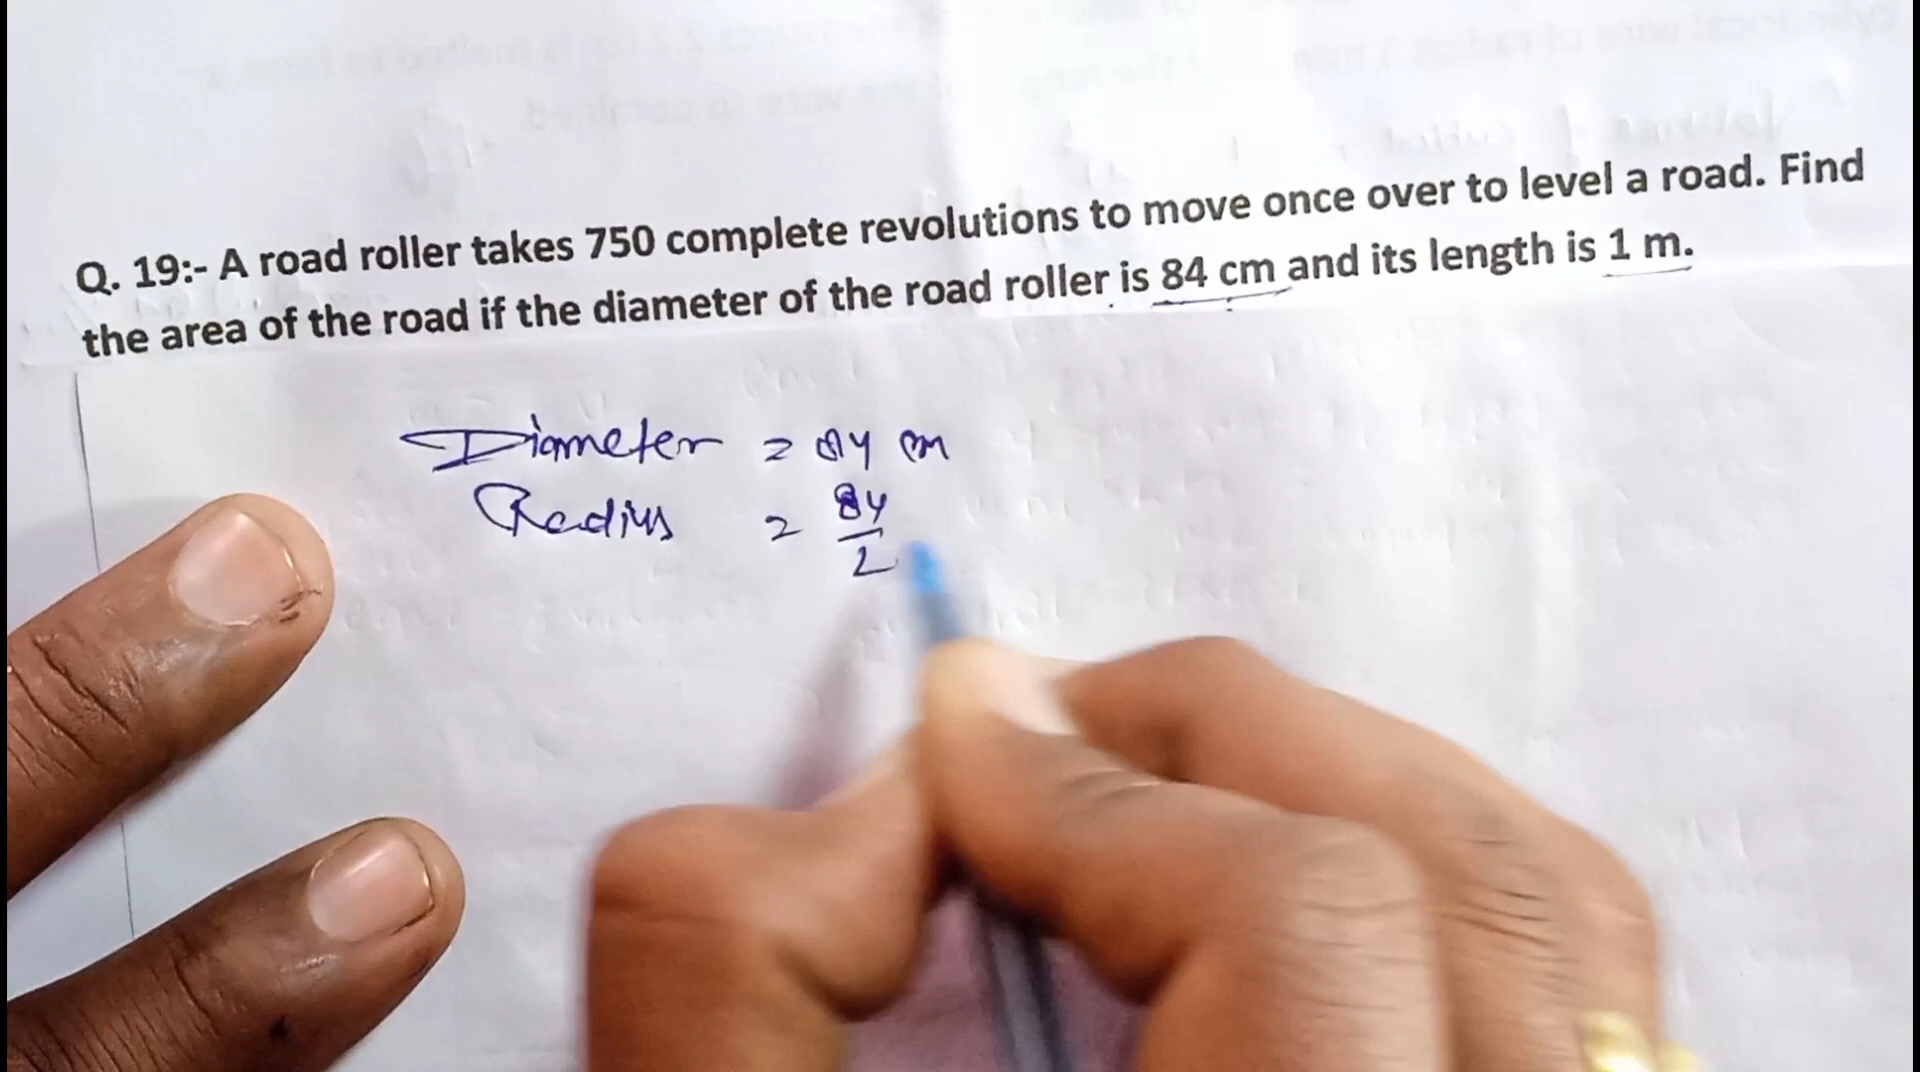 Q. 19:- A road roller takes 750 complete revolutions to move once over to level a road. Find
the area of the road if the diameter of the road roller is 84 cm and its length is 1 m.
Diameter = 84 cm
Radius = 84/2